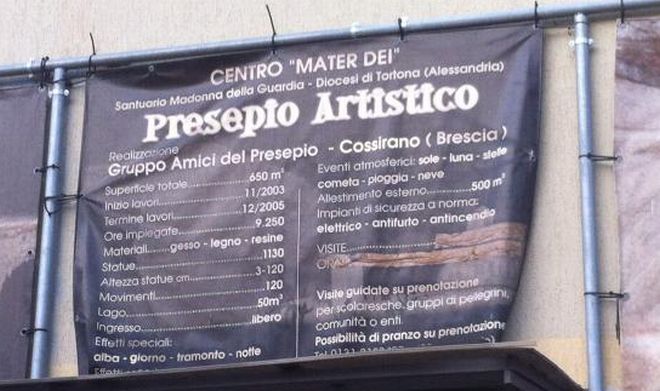 CENTRO "MATER DEI"
Santuario Madonna della Guardia - Diocesi di Tortona (Alessandria)
Presepio Artistico
Realizzazione
Gruppo Amici del Presepio - Cossirano ( Brescia )
Superficie totale........................650 m²
Inizio lavori........................11/2003
Termine lavori........................12/2005
Ore impiegate........................9.250
Materiali........gesso - legno - resine
Statue........................1130
Altezza statue cm................3-120
Movimenti........................120
Lago........................50m³
Ingresso........................libero
Effetti speciali:
alba - giorno - tramonto - notte
Eventi atmosferici: sole - luna - stelle
cometa - pioggia - neve
Allestimento esterno........500 m²
Impianti di sicurezza a norma:
elettrico - antifurto - antincendio
VISITE
Visite guidate su prenotazione
per scolaresche, gruppi di pellegrini,
comunità o enti.
Possibilità di pranzo su prenotazione